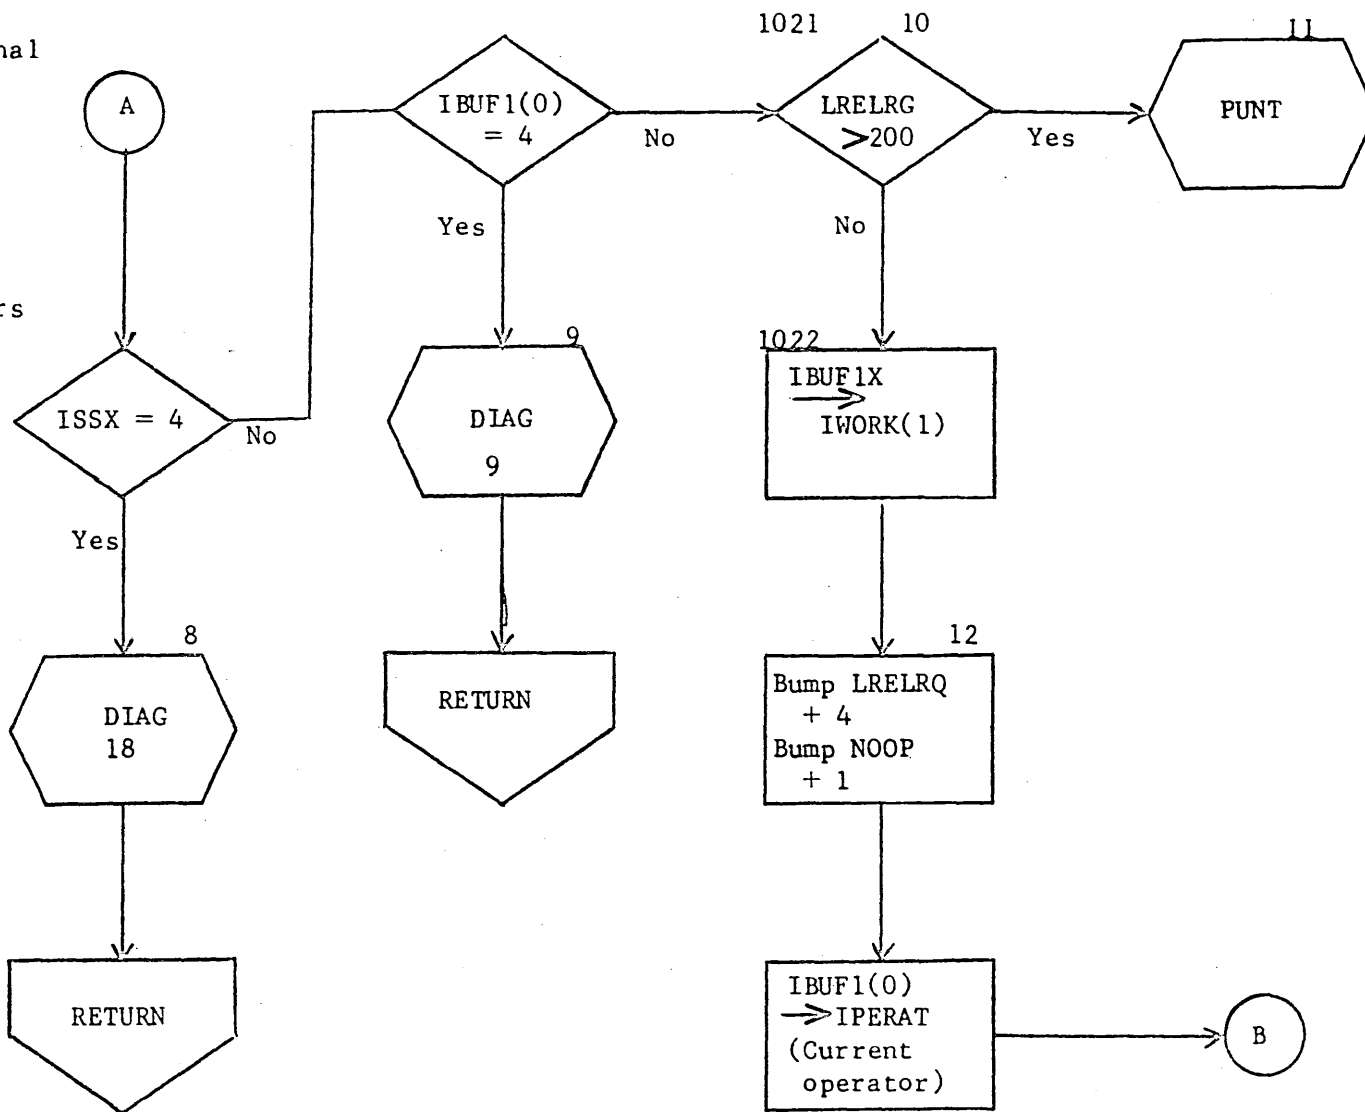 nal
A
rs
ISSX = 4
No
Yes
8
DIAG
18
RETURN
IBUF1(0)
= 4
No
Yes
9
DIAG
9
RETURN
1021
10
LRELRG
>200
Yes
No
11
PUNT
1022
IBUF1X
→
IWORK(1)
12
Bump LRELRQ
+ 4
Bump NOOP
+ 1
IBUF1(0)
→IPERAT
(Current
operator)
B